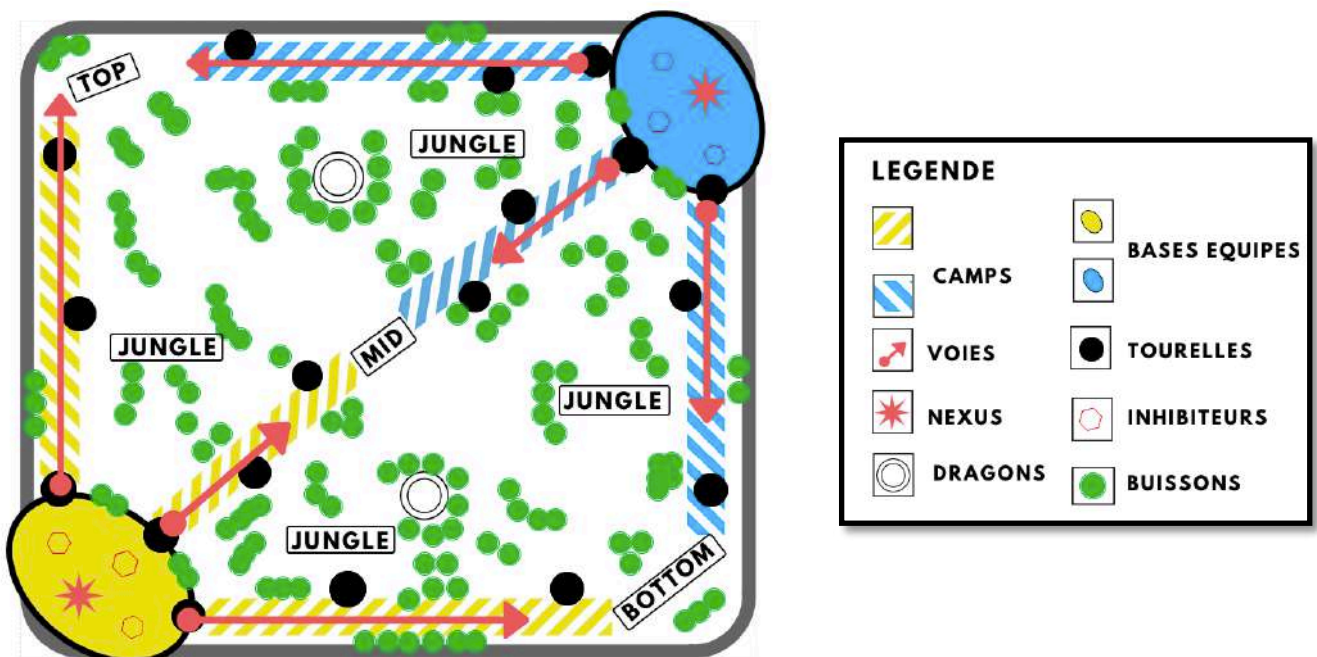 TOP
JUNGLE
MID
JUNGLE
JUNGLE
JUNGLE
BOTTOM
LEGENDE
CAMPS
VOIES
NEXUS
DRAGONS
BASES EQUIPES
TOURELLES
INHIBITEURS
BUISSONS